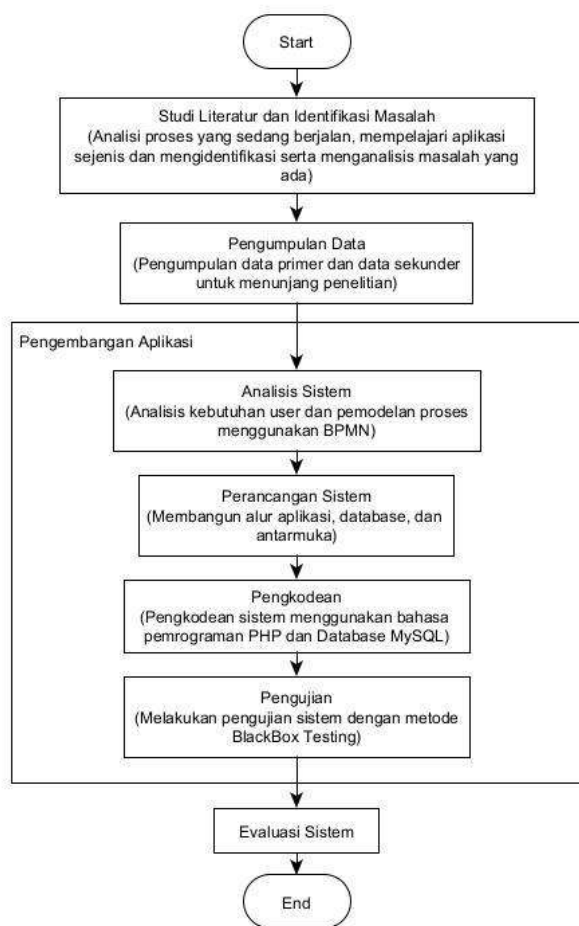 Start
Studi Literatur dan Identifikasi Masalah
(Analisi proses yang sedang berjalan, mempelajari aplikasi
sejenis dan mengidentifikasi serta menganalisis masalah yang
ada)
Pengumpulan Data
(Pengumpulan data primer dan data sekunder
untuk menunjang penelitian)
Pengembangan Aplikasi
Analisis Sistem
(Analisis kebutuhan user dan pemodelan proses
menggunakan BPMN)
Perancangan Sistem
(Membangun alur aplikasi, database, dan
antarmuka)
Pengkodean
(Pengkodean sistem menggunakan bahasa
pemrograman PHP dan Database MySQL)
Pengujian
(Melakukan pengujian sistem dengan metode
BlackBox Testing)
Evaluasi Sistem
End